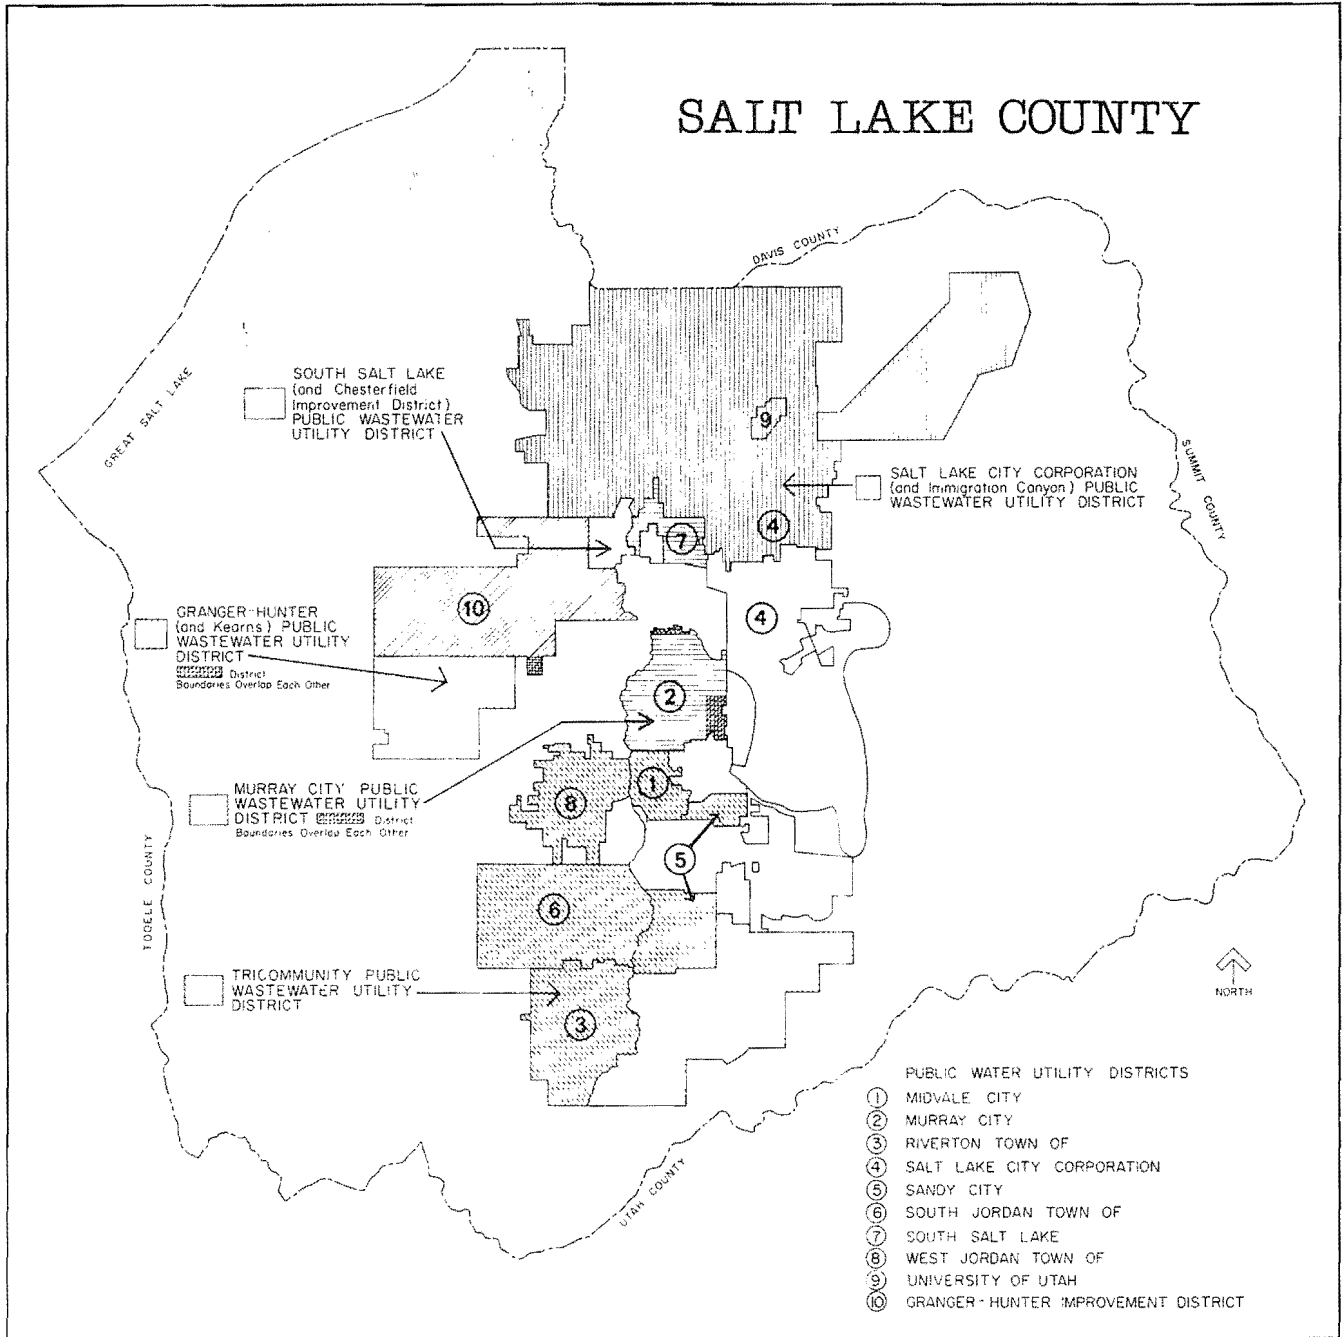 SALT LAKE COUNTY
DAVIS COUNTY
GREAT SALT LAKE
SUMMIT COUNTY
SOUTH SALT LAKE
(and Chesterfield
Improvement District)
PUBLIC WASTEWATER
UTILITY DISTRICT
9
SALT LAKE CITY CORPORATION
(and Immigration Canyon) PUBLIC
WASTEWATER UTILITY DISTRICT
4
7
10
4
GRANGER-HUNTER
(and Kearns) PUBLIC
WASTEWATER UTILITY
DISTRICT
District
Boundaries Overlap Each Other
2
MURRAY CITY PUBLIC
WASTEWATER UTILITY
DISTRICT District
Boundaries Overlap Each Other
1
8
5
TOOELE COUNTY
6
TRICOMMUNITY PUBLIC
WASTEWATER UTILITY
DISTRICT
3
NORTH
UTAH COUNTY
PUBLIC WATER UTILITY DISTRICTS
1 MIDVALE CITY
2 MURRAY CITY
3 RIVERTON TOWN OF
4 SALT LAKE CITY CORPORATION
5 SANDY CITY
6 SOUTH JORDAN TOWN OF
7 SOUTH SALT LAKE
8 WEST JORDAN TOWN OF
9 UNIVERSITY OF UTAH
10 GRANGER-HUNTER IMPROVEMENT DISTRICT